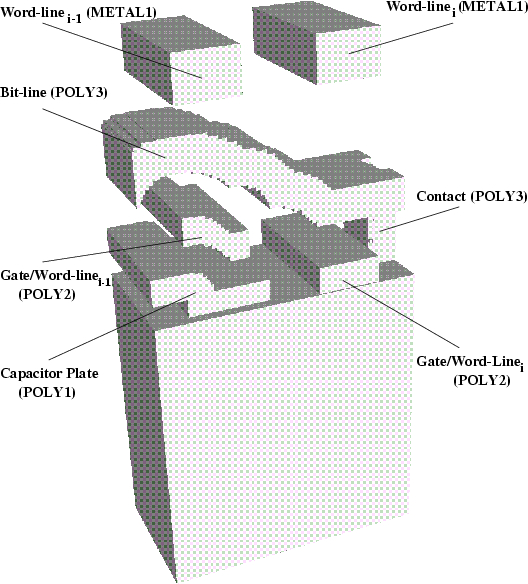 Word-line i-1 (METAL1)
Word-line i (METAL1)
Bit-line (POLY3)
Contact (POLY3)
Gate/Word-line i-1
(POLY2)
Capacitor Plate
(POLY1)
Gate/Word-Line i
(POLY2)